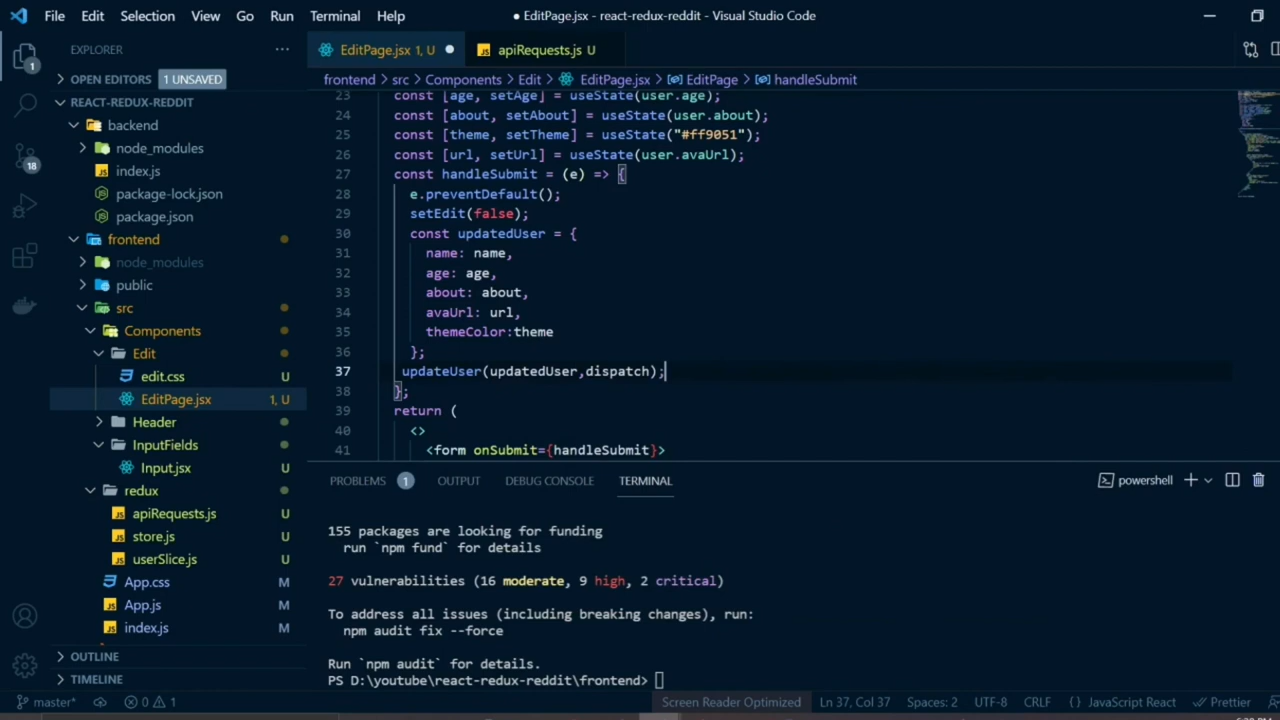 File Edit Selection View Go Run Terminal Help
● EditPage.jsx - react-redux-reddit - Visual Studio Code
EXPLORER ···
OPEN EDITORS 1 UNSAVED
REACT-REDUX-REDDIT
backend
node_modules
index.js
package-lock.json
package.json
frontend
node_modules
public
src
Components
Edit
edit.css U
EditPage.jsx 1, U
Header
InputFields
Input.jsx U
redux
apiRequests.js U
store.js U
userSlice.js U
App.css M
App.js M
index.js M
OUTLINE
TIMELINE
1
18
EditPage.jsx 1, U ●
apiRequests.js U
frontend > src > Components > Edit > EditPage.jsx > EditPage > handleSubmit
23 const [age, setAge] = useState(user.age);
24 const [about, setAbout] = useState(user.about);
25 const [theme, setTheme] = useState("#ff9051");
26 const [url, setUrl] = useState(user.avaUrl);
27 const handleSubmit = (e) => {
28 e.preventDefault();
29 setEdit(false);
30 const updatedUser = {
31 name: name,
32 age: age,
33 about: about,
34 avaUrl: url,
35 themeColor:theme
36 };
37 updateUser(updatedUser,dispatch);
38 };
39 return (
40 <>
41 <form onSubmit={handleSubmit}>
PROBLEMS 1 OUTPUT DEBUG CONSOLE TERMINAL
powershell
155 packages are looking for funding
run `npm fund` for details
27 vulnerabilities (16 moderate, 9 high, 2 critical)
To address all issues (including breaking changes), run:
npm audit fix --force
Run `npm audit` for details.
PS D:\youtube\react-redux-reddit\frontend>
master* 0 1 Screen Reader Optimized Ln 37, Col 37 Spaces: 2 UTF-8 CRLF {} JavaScript React Prettier